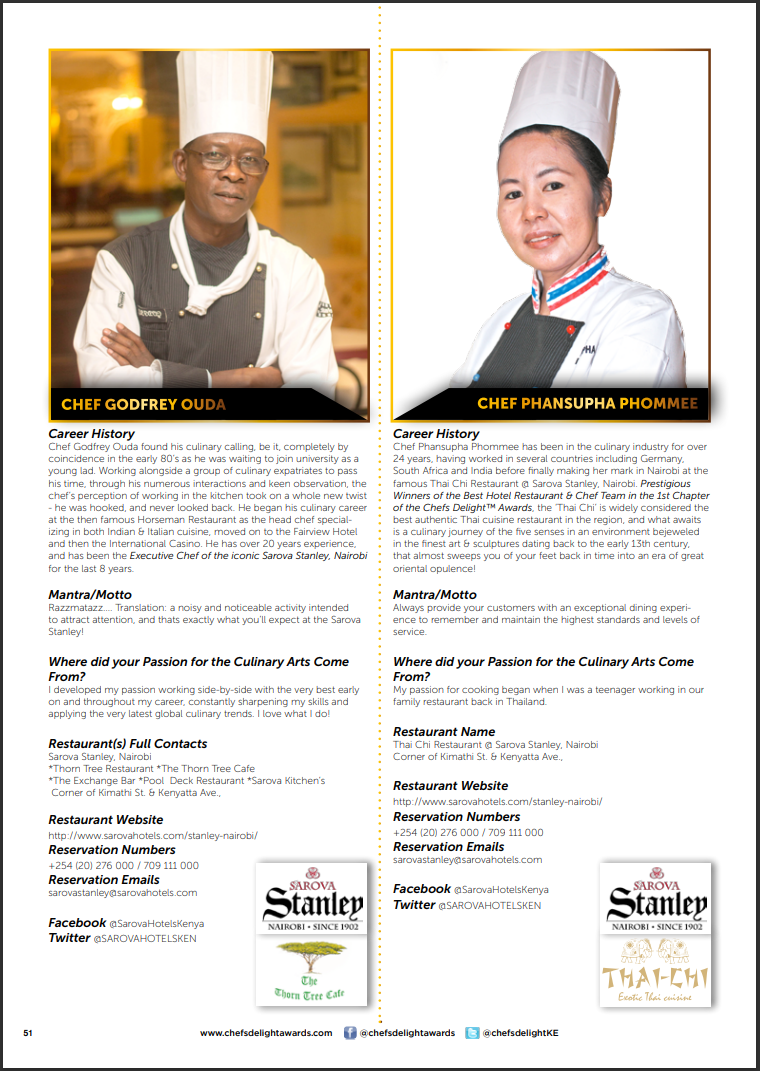 CHEF GODFREY OUDA
Career History
Chef Godfrey Ouda found his culinary calling, be it, completely by
coincidence in the early 80's as he was waiting to join university as a
young lad. Working alongside a group of culinary expatriates to pass
his time, through his numerous interactions and keen observation, the
chef's perception of working in the kitchen took on a whole new twist
- he was hooked, and never looked back. He began his culinary career
at the then famous Horseman Restaurant as the head chef special-
izing in both Indian & Italian cuisine, moved on to the Fairview Hotel
and then the International Casino. He has over 20 years experience,
and has been the Executive Chef of the iconic Sarova Stanley, Nairobi
for the last 8 years.
Mantra/Motto
Razzmatazz.... Translation: a noisy and noticeable activity intended
to attract attention, and thats exactly what you'll expect at the Sarova
Stanley!
Where did your Passion for the Culinary Arts Come
From?
I developed my passion working side-by-side with the very best early
on and throughout my career, constantly sharpening my skills and
applying the very latest global culinary trends. I love what I do!
Restaurant(s) Full Contacts
Sarova Stanley, Nairobi
*Thorn Tree Restaurant *The Thorn Tree Cafe
*The Exchange Bar *Pool Deck Restaurant *Sarova Kitchen's
Corner of Kimathi St. & Kenyatta Ave.,
Restaurant Website
http://www.sarovahotels.com/stanley-nairobi/
Reservation Numbers
+254 (20) 276 000 / 709 111 000
Reservation Emails
sarovastanley@sarovahotels.com
Facebook @SarovaHotelsKenya
Twitter @SAROVAHOTELSKEN
SAROVA
Stanley
NAIROBI • SINCE 1902
The
Thorn Tree Cafe
CHEF PHANSUPHA PHOMMEE
Career History
Chef Phansupha Phommee has been in the culinary industry for over
24 years, having worked in several countries including Germany,
South Africa and India before finally making her mark in Nairobi at the
famous Thai Chi Restaurant @ Sarova Stanley, Nairobi. Prestigious
Winners of the Best Hotel Restaurant & Chef Team in the 1st Chapter
of the Chefs Delight™ Awards, the 'Thai Chi' is widely considered the
best authentic Thai cuisine restaurant in the region, and what awaits
is a culinary journey of the five senses in an environment bejeweled
in the finest art & sculptures dating back to the early 13th century,
that almost sweeps you of your feet back in time into an era of great
oriental opulence!
Mantra/Motto
Always provide your customers with an exceptional dining experi-
ence to remember and maintain the highest standards and levels of
service.
Where did your Passion for the Culinary Arts Come
From?
My passion for cooking began when I was a teenager working in our
family restaurant back in Thailand.
Restaurant Name
Thai Chi Restaurant @ Sarova Stanley, Nairobi
Corner of Kimathi St. & Kenyatta Ave.,
Restaurant Website
http://www.sarovahotels.com/stanley-nairobi/
Reservation Numbers
+254 (20) 276 000 / 709 111 000
Reservation Emails
sarovastanley@sarovahotels.com
Facebook @SarovaHotelsKenya
Twitter @SAROVAHOTELSKEN
SAROVA
Stanley
NAIROBI • SINCE 1902
THAI-CHI
Exotic Thai cuisine
51
www.chefsdelightawards.com @chefsdelightawards @chefsdelightKE